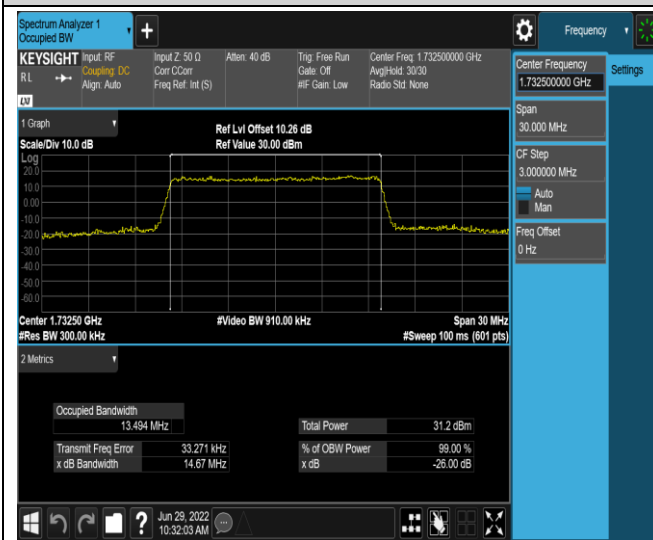 Spectrum Analyzer 1
Occupied BW
+
Frequency
KEYSIGHT
RL
LXI
Input: RF
Coupling: DC
Align: Auto
Input Z: 50 Ω
Corr CCorr
Freq Ref: Int (S)
Atten: 40 dB
Trig: Free Run
Gate: Off
#IF Gain: Low
Center Freq: 1.732500000 GHz
Avg|Hold: 30/30
Radio Std: None
Center Frequency
1.732500000 GHz
Settings
Span
30.000 MHz
CF Step
3.000000 MHz
Auto
Man
Freq Offset
0 Hz
1 Graph
Scale/Div 10.0 dB
Ref Lvl Offset 10.26 dB
Ref Value 30.00 dBm
Log
20.0
10.0
0.00
-10.0
-20.0
-30.0
-40.0
-50.0
-60.0
Center 1.73250 GHz
#Video BW 910.00 kHz
Span 30 MHz
#Res BW 300.00 kHz
#Sweep 100 ms (601 pts)
2 Metrics
Occupied Bandwidth
13.494 MHz
Total Power 31.2 dBm
Transmit Freq Error 33.271 kHz
% of OBW Power 99.00 %
x dB Bandwidth 14.67 MHz
x dB -26.00 dB
?
Jun 29, 2022
10:32:03 AM